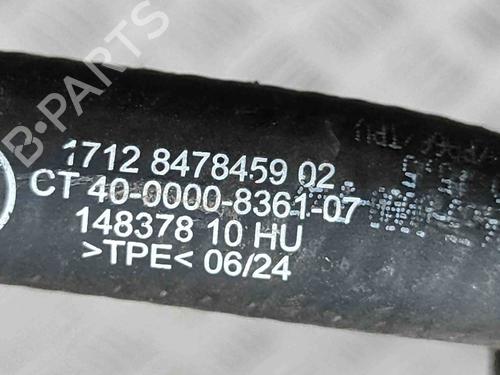 B-PARTS
1712 8478459 02
CT 40-0000-8361-07
148378 10 HU
>TPE< 06/24